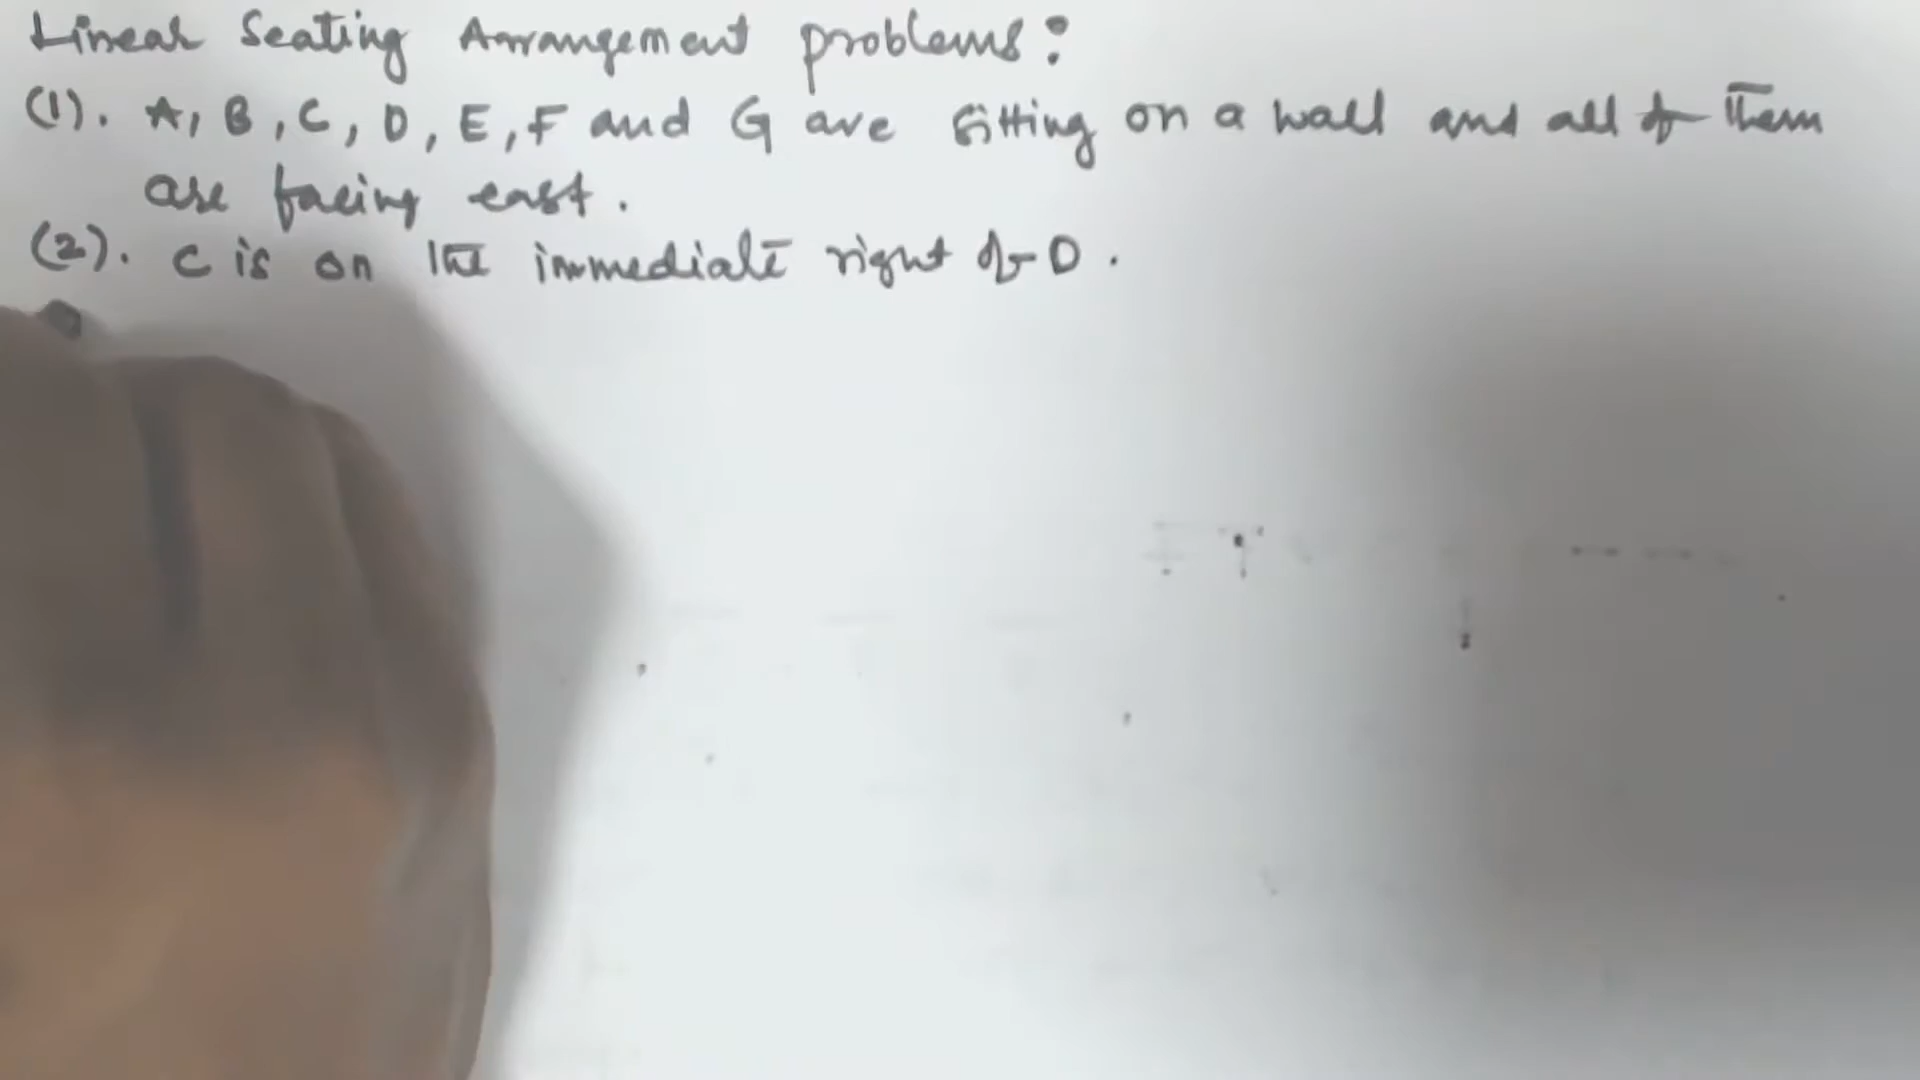 Linear Seating Arrangement problems:
(1). A, B, C, D, E, F and G are sitting on a wall and all of them
are facing east.
(2). C is on the immediate right of D.